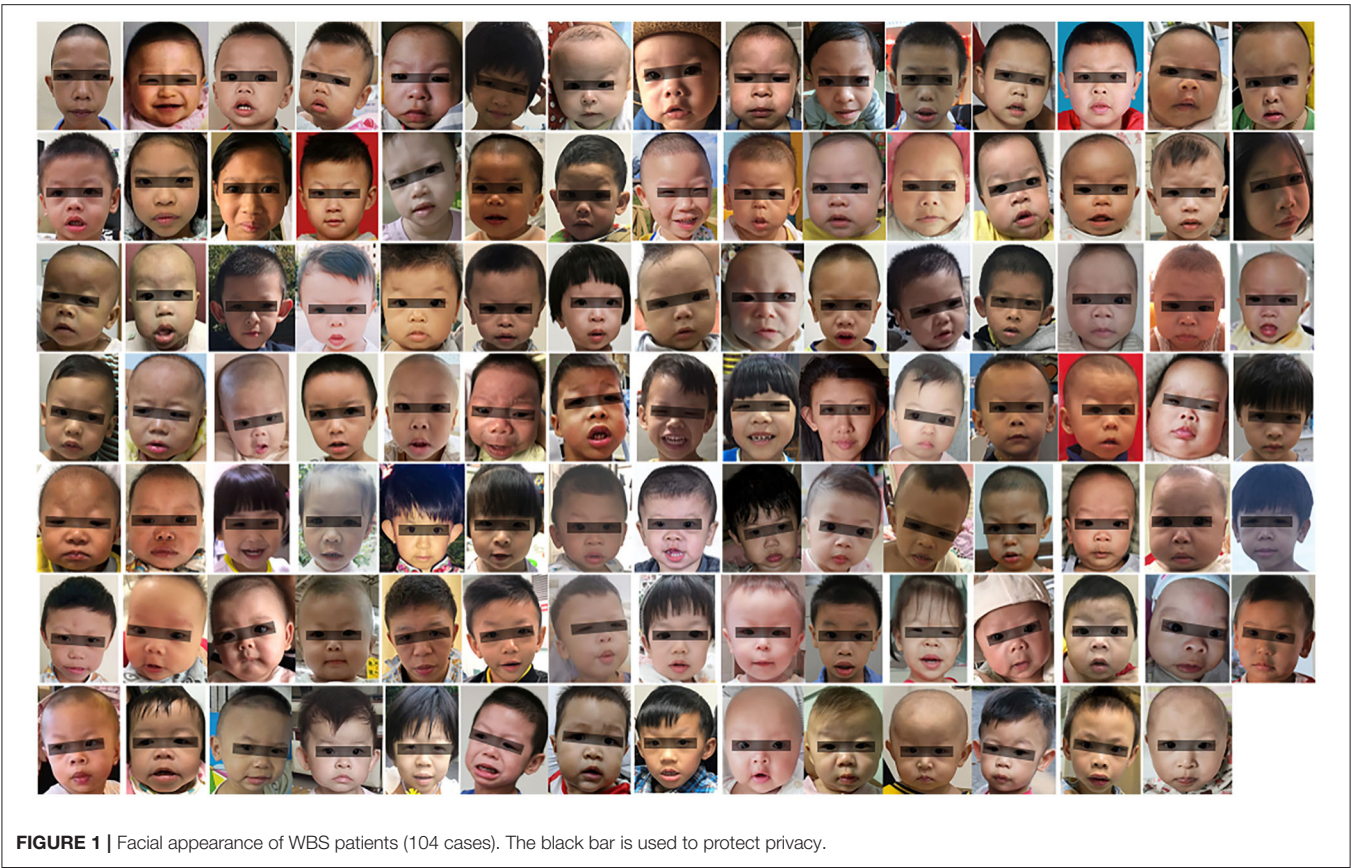 FIGURE 1 | Facial appearance of WBS patients (104 cases). The black bar is used to protect privacy.